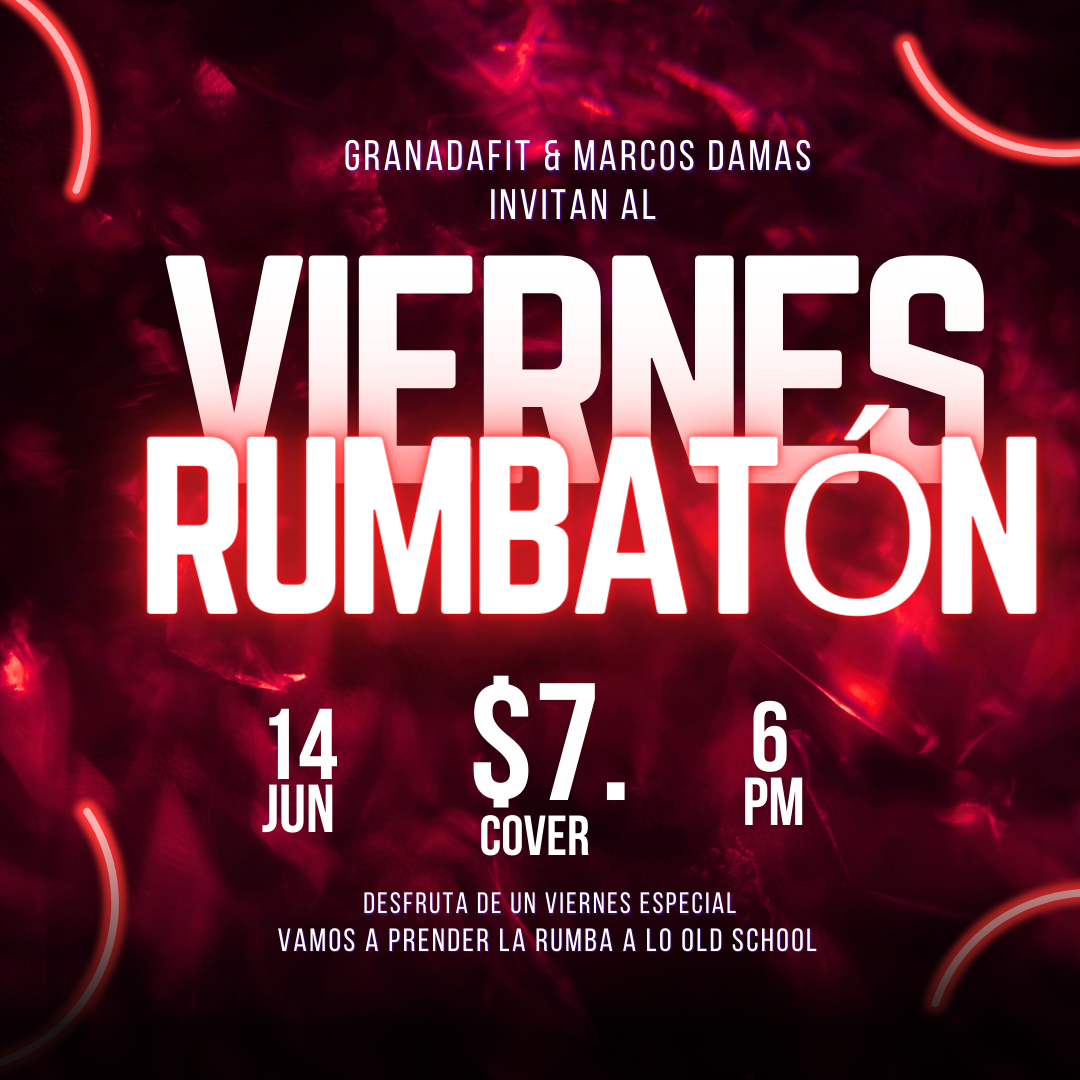 GRANADAFIT & MARCOS DAMAS
INVITAN AL
VIERNES
RUMBATÓN
14
JUN
$7.
COVER
6
PM
DESFRUTA DE UN VIERNES ESPECIAL
VAMOS A PRENDER LA RUMBA A LO OLD SCHOOL